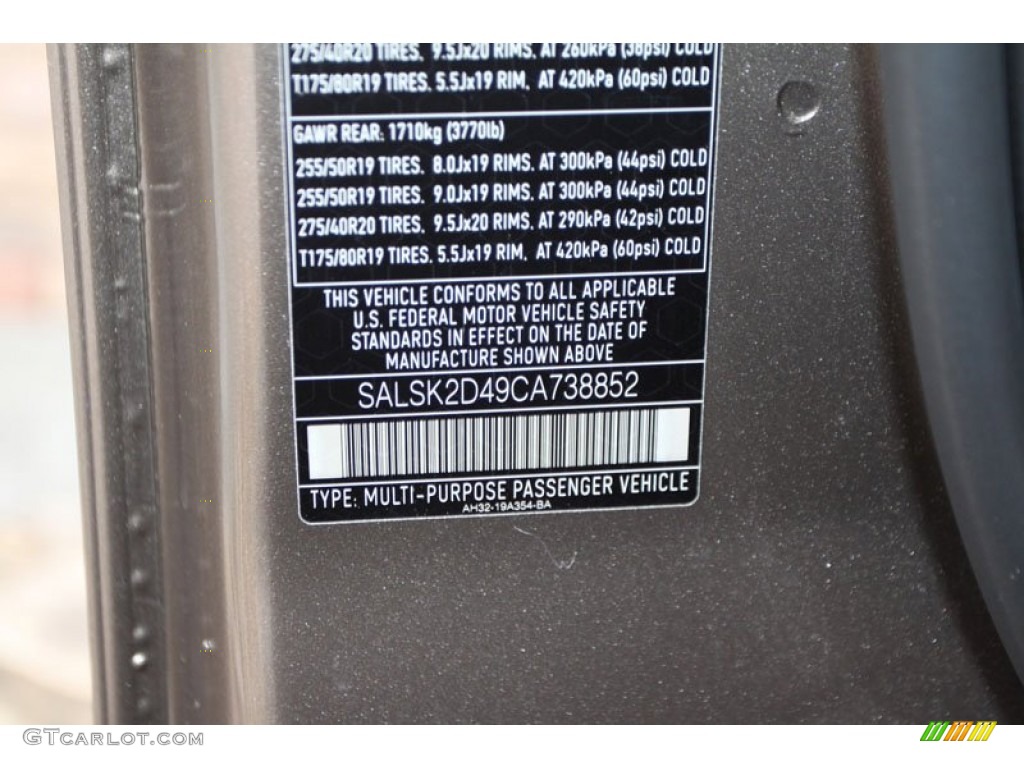 275/40R20 TIRES. 9.5Jx20 RIMS. AT 260kPa (38psi) COLD
T175/80R19 TIRES. 5.5Jx19 RIM. AT 420kPa (60psi) COLD
GAWR REAR: 1710kg (3770lb)
255/50R19 TIRES. 8.0Jx19 RIMS. AT 300kPa (44psi) COLD
255/50R19 TIRES. 9.0Jx19 RIMS. AT 300kPa (44psi) COLD
275/40R20 TIRES. 9.5Jx20 RIMS. AT 290kPa (42psi) COLD
T175/80R19 TIRES. 5.5Jx19 RIM. AT 420kPa (60psi) COLD
THIS VEHICLE CONFORMS TO ALL APPLICABLE
U.S. FEDERAL MOTOR VEHICLE SAFETY
STANDARDS IN EFFECT ON THE DATE OF
MANUFACTURE SHOWN ABOVE
SALSK2D49CA738852
TYPE: MULTI-PURPOSE PASSENGER VEHICLE
AH32-19A354-BA
GTCarLot.com